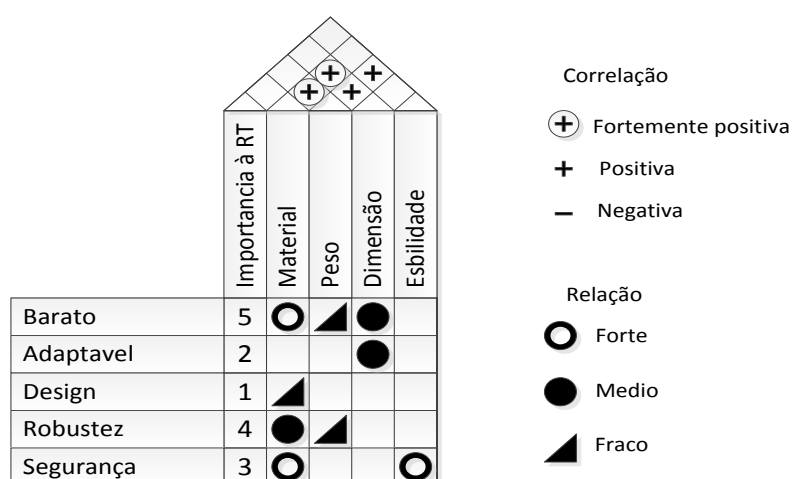 Correlação
Fortemente positiva
+ Positiva
− Negativa
Importancia à RT
Material
Peso
Dimensão
Esbilidade
Relação
Forte
Medio
Fraco
Barato 5
Adaptavel 2
Design 1
Robustez 4
Segurança 3